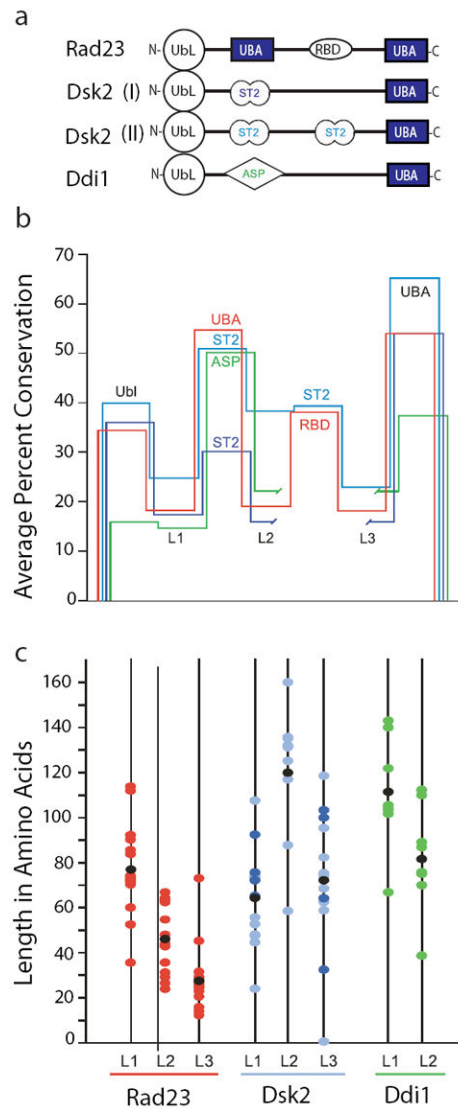 a
Rad23 N- UbL UBA RBD UBA -C
Dsk2 (I) N- UbL ST2 UBA -C
Dsk2 (II) N- UbL ST2 ST2 UBA -C
Ddi1 N- UbL ASP UBA -C
b
Average Percent Conservation
70
60
50
40
30
20
10
0
Ubl
L1
UBA
ST2
ASP
ST2
L2
ST2
RBD
L3
UBA
c
Length in Amino Acids
160
140
120
100
80
60
40
20
0
L1 L2 L3 L1 L2 L3 L1 L2
Rad23 Dsk2 Ddi1